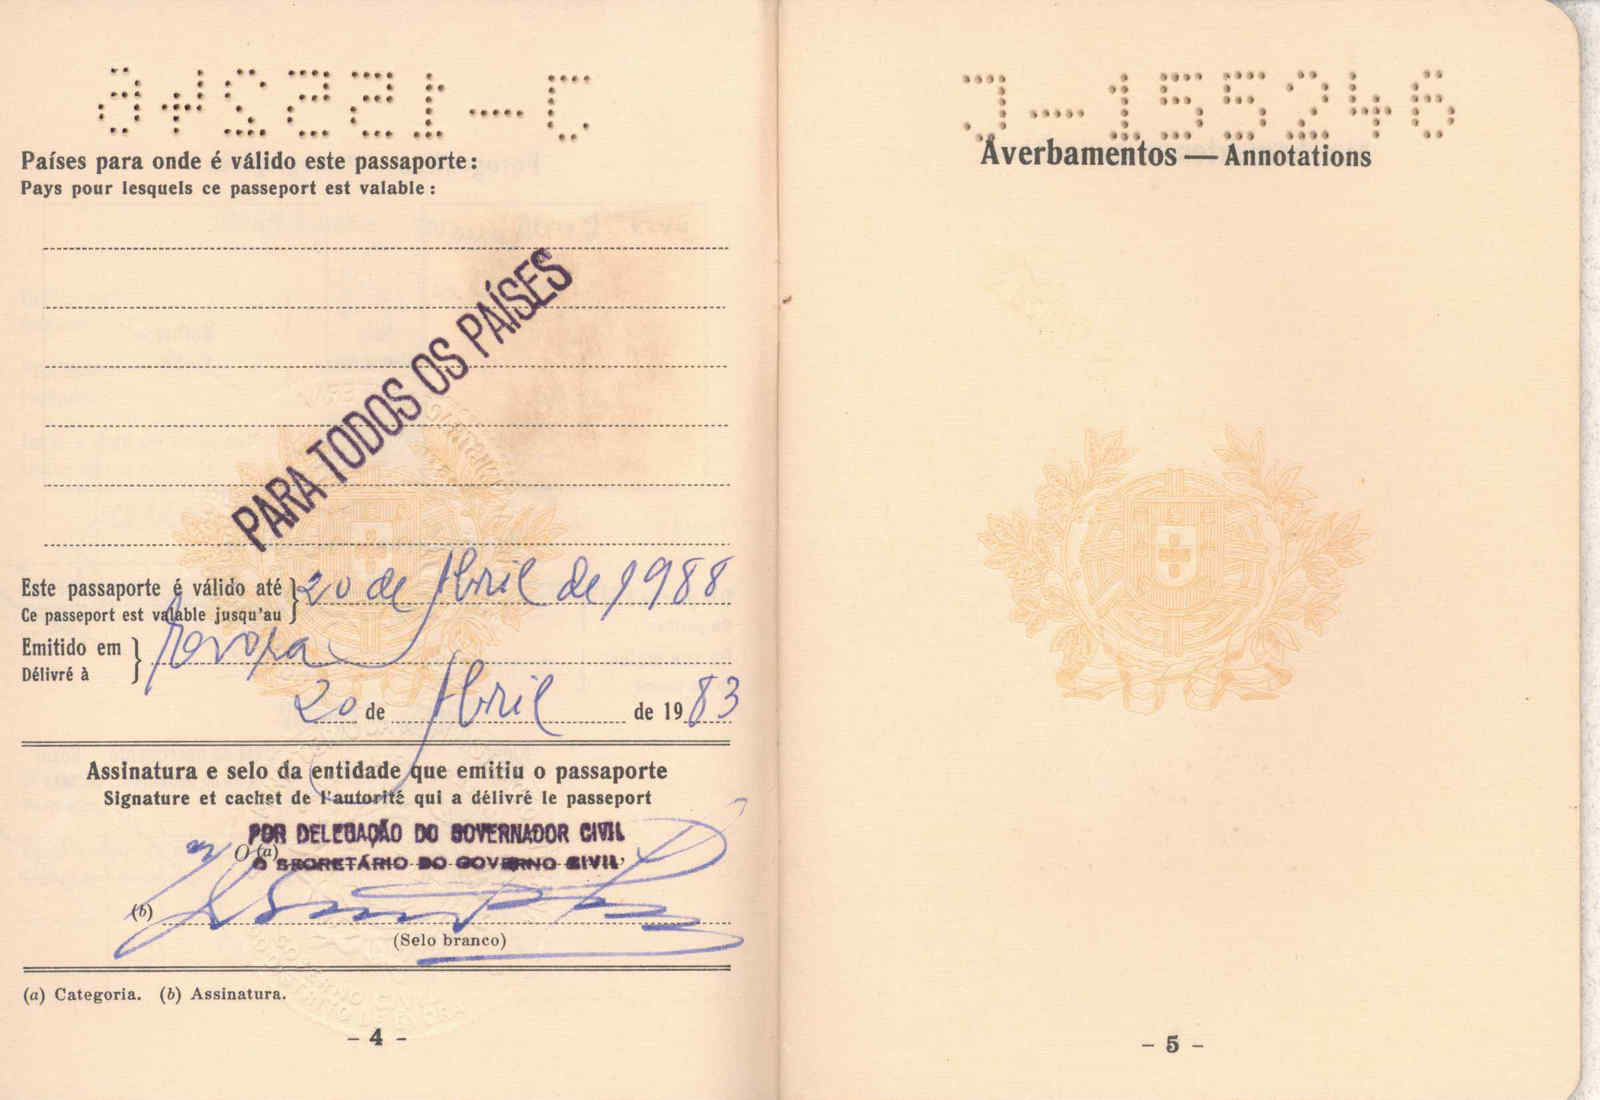 Países para onde é válido este passaporte:
Pays pour lesquels ce passeport est valable:
PARA TODOS OS PAÍSES
Este passaporte é válido até } 20 de Abril de 1988
Ce passeport est valable jusqu'au
Emitido em }
Délivré à
20 de Abril de 1983
Assinatura e selo da entidade que emitiu o passaporte
Signature et cachet de l'autorité qui a délivré le passeport
POR DELEGAÇÃO DO GOVERNADOR CIVIL
O (a)
O SECRETÁRIO DO GOVERNO CIVIL,
(b)
(Selo branco)
(a) Categoria. (b) Assinatura.
- 4 -
J-155246
Averbamentos — Annotations
- 5 -